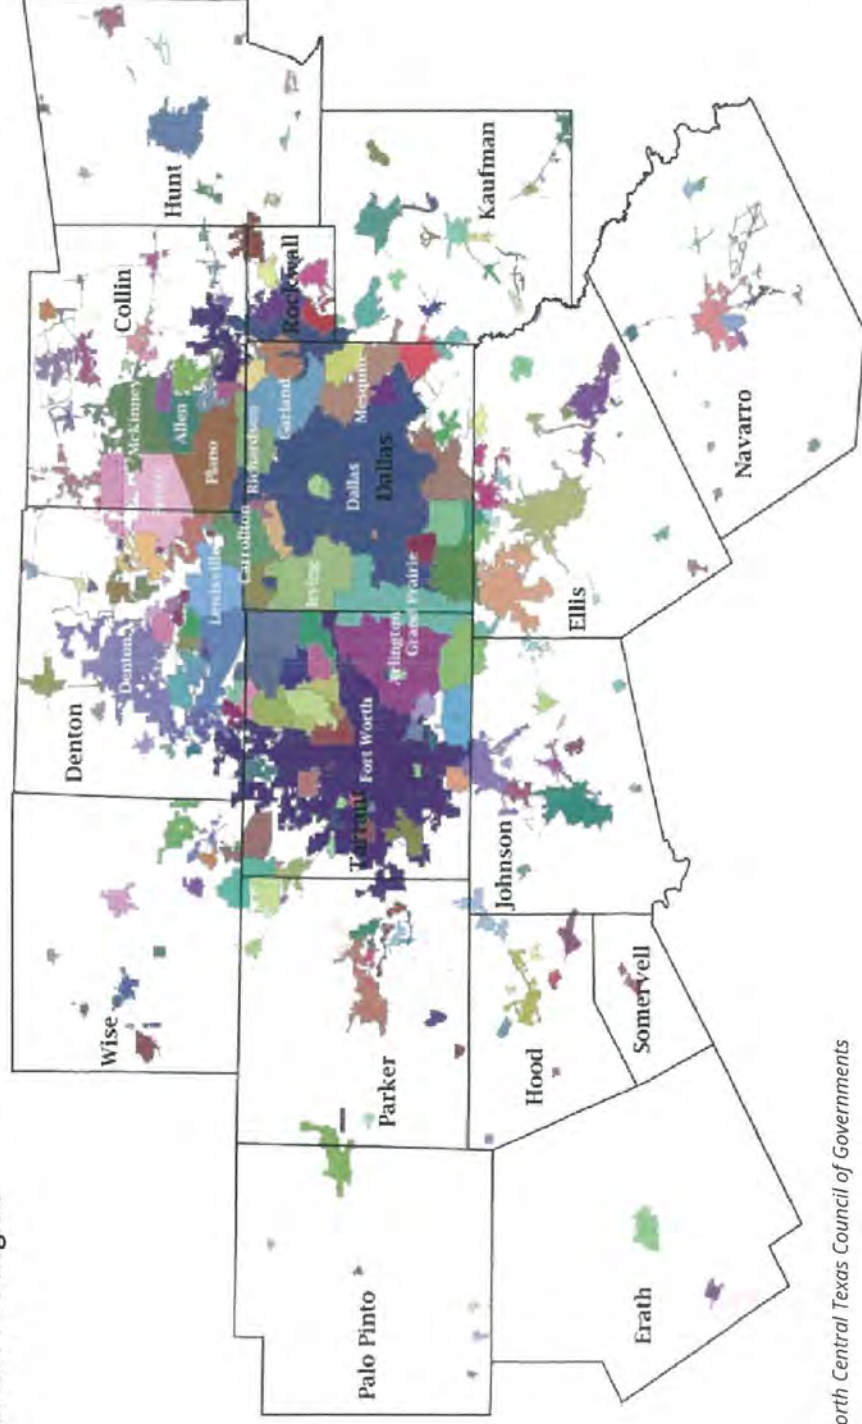 Wise
Denton
Collin
Hunt
Denton
McKinney
Allen
Plano
Lewisville
Carrollton
Richardson
Garland
Rockwall
Palo Pinto
Parker
Tarrant
Fort Worth
Arlington
Grand Prairie
Irving
Dallas
Dallas
Mesquite
Kaufman
Erath
Hood
Somervell
Johnson
Ellis
Navarro
North Central Texas Council of Governments